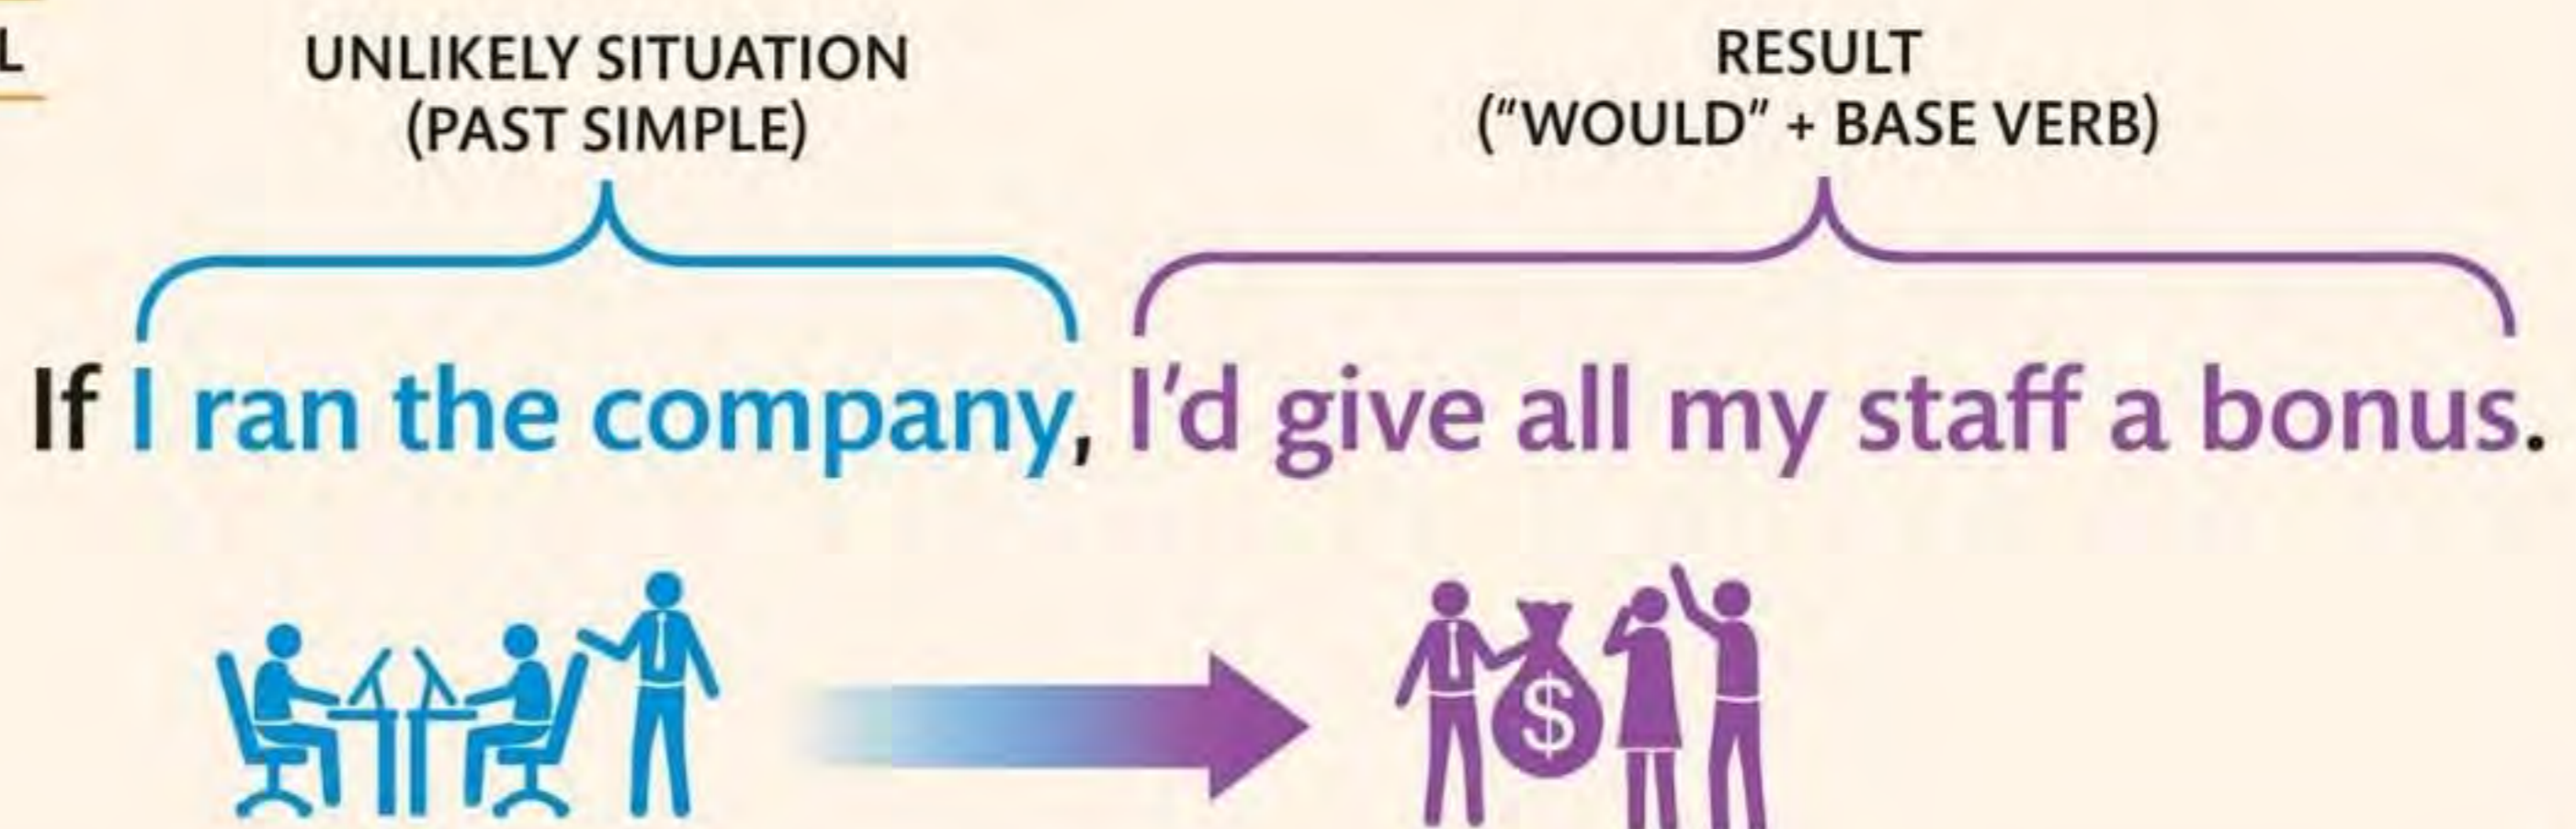 L
UNLIKELY SITUATION
(PAST SIMPLE)
RESULT
(“WOULD” + BASE VERB)
If I ran the company, I’d give all my staff a bonus.
$